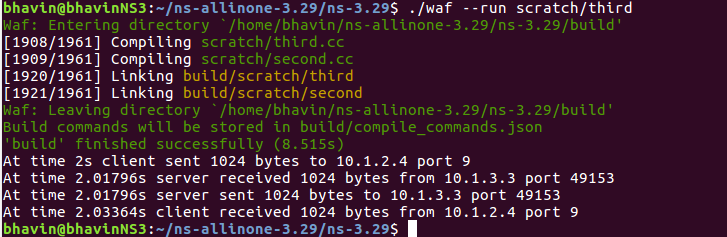 bhavin@bhavinNS3:~/ns-allinone-3.29/ns-3.29$ ./waf --run scratch/third
Waf: Entering directory `/home/bhavin/ns-allinone-3.29/ns-3.29/build'
[1908/1961] Compiling scratch/third.cc
[1909/1961] Compiling scratch/second.cc
[1920/1961] Linking build/scratch/third
[1921/1961] Linking build/scratch/second
Waf: Leaving directory `/home/bhavin/ns-allinone-3.29/ns-3.29/build'
Build commands will be stored in build/compile_commands.json
'build' finished successfully (8.515s)
At time 2s client sent 1024 bytes to 10.1.2.4 port 9
At time 2.01796s server received 1024 bytes from 10.1.3.3 port 49153
At time 2.01796s server sent 1024 bytes to 10.1.3.3 port 49153
At time 2.03364s client received 1024 bytes from 10.1.2.4 port 9
bhavin@bhavinNS3:~/ns-allinone-3.29/ns-3.29$